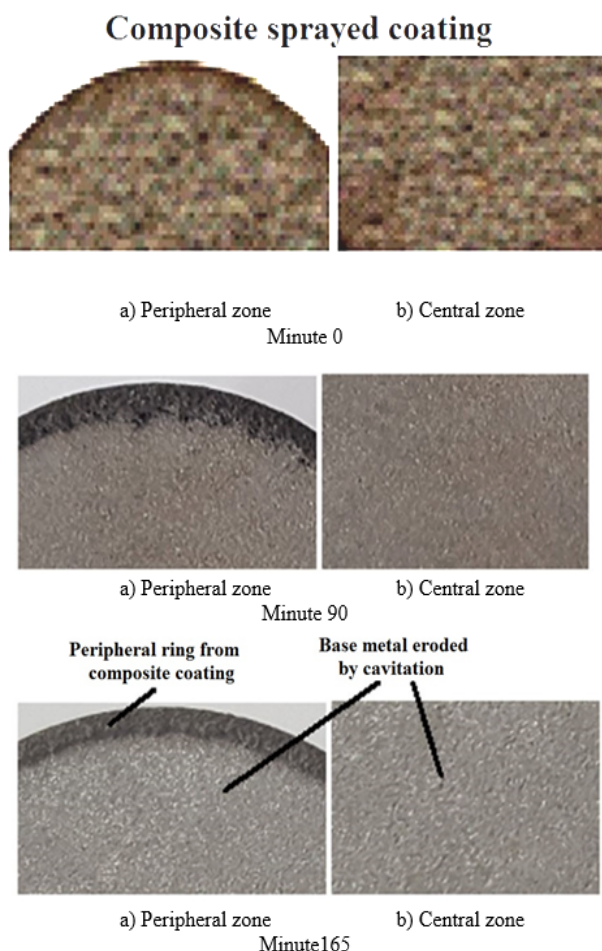 Composite sprayed coating
a) Peripheral zone b) Central zone
Minute 0
a) Peripheral zone b) Central zone
Minute 90
Peripheral ring from
composite coating
Base metal eroded
by cavitation
a) Peripheral zone b) Central zone
Minute165